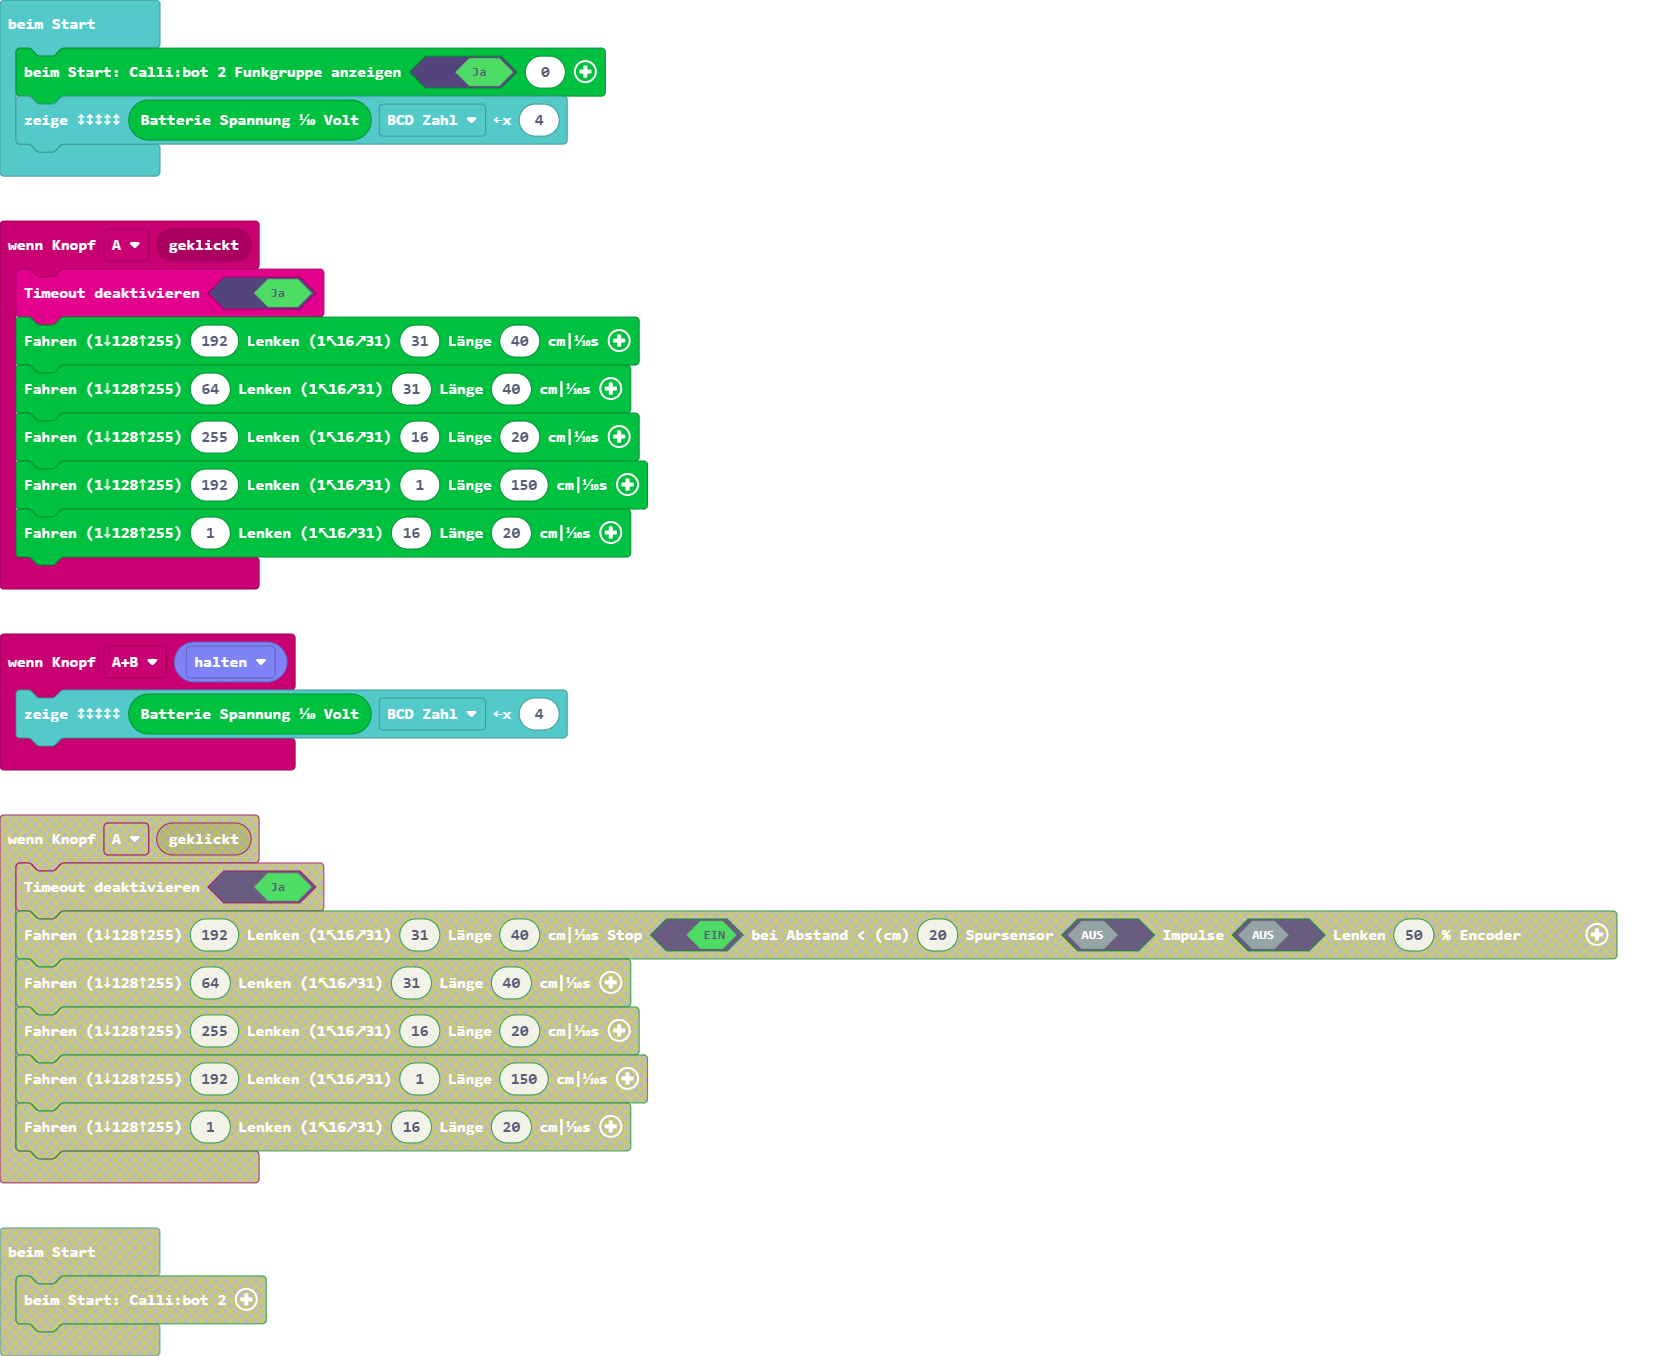 beim Start
beim Start: Calli:bot 2 Funkgruppe anzeigen Ja 0
zeige ↕↕↕↕↕ Batterie Spannung ⅒ Volt BCD Zahl ←x 4
wenn Knopf A geklickt
Timeout deaktivieren Ja
Fahren (1↓128↑255) 192 Lenken (1↖16↗31) 31 Länge 40 cm|⅒s
Fahren (1↓128↑255) 64 Lenken (1↖16↗31) 31 Länge 40 cm|⅒s
Fahren (1↓128↑255) 255 Lenken (1↖16↗31) 16 Länge 20 cm|⅒s
Fahren (1↓128↑255) 192 Lenken (1↖16↗31) 1 Länge 150 cm|⅒s
Fahren (1↓128↑255) 1 Lenken (1↖16↗31) 16 Länge 20 cm|⅒s
wenn Knopf A+B halten
zeige ↕↕↕↕↕ Batterie Spannung ⅒ Volt BCD Zahl ←x 4
wenn Knopf A geklickt
Timeout deaktivieren Ja
Fahren (1↓128↑255) 192 Lenken (1↖16↗31) 31 Länge 40 cm|⅒s Stop EIN bei Abstand < (cm) 20 Spursensor AUS Impulse AUS Lenken 50 % Encoder
Fahren (1↓128↑255) 64 Lenken (1↖16↗31) 31 Länge 40 cm|⅒s
Fahren (1↓128↑255) 255 Lenken (1↖16↗31) 16 Länge 20 cm|⅒s
Fahren (1↓128↑255) 192 Lenken (1↖16↗31) 1 Länge 150 cm|⅒s
Fahren (1↓128↑255) 1 Lenken (1↖16↗31) 16 Länge 20 cm|⅒s
beim Start
beim Start: Calli:bot 2